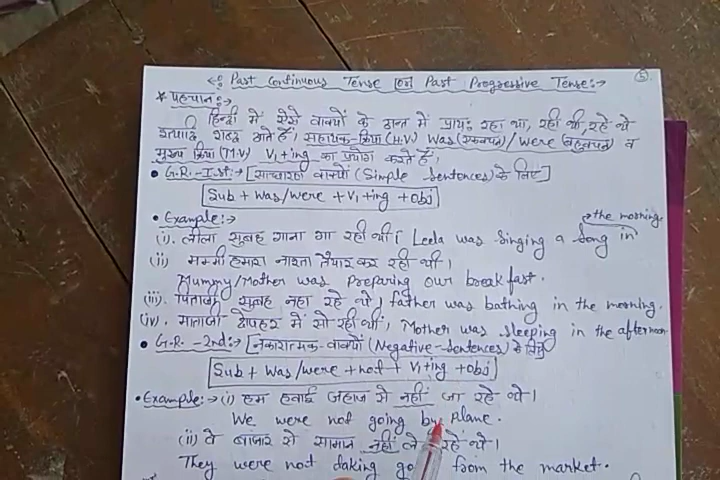 Past Continuous Tense [OR] Past Progressive Tense:→ ⑤
* पहचान:→
हिन्दी में ऐसे वाक्यों के अन्त में प्रायः रहा था, रही थी, रहे थे
इत्यादि शब्द आते हैं। सहायक-क्रिया (H.V) was (एकवचन)/were (बहुवचन) व
मुख्य क्रिया (M.V) V₁+ing का प्रयोग करते हैं।
• G.R.-Ist:→ [साधारण वाक्यों (Simple Sentences) के लिए]
Sub + was/were + V₁+ing + obj
• Example:→
(i). लीला सुबह गाना गा रही थी। Leela was singing a song in the morning.
(ii) मम्मी हमारा नाश्ता तैयार कर रही थी।
Mummy/Mother was preparing our breakfast.
(iii). पिताजी सुबह नहा रहे थे। father was bathing in the morning.
(iv). माताजी दोपहर में सो रही थीं, Mother was sleeping in the afternoon
• G.R.-2nd:→ [नकारात्मक-वाक्यों (Negative-Sentences) के लिए]
Sub + was/were + not + V₁+ing + obj
• Example:→ (i) हम हवाई जहाज से नहीं जा रहे थे।
We were not going by Plane.
(ii) वे बाजार से सामान नहीं ले रहे थे।
They were not taking from the market.